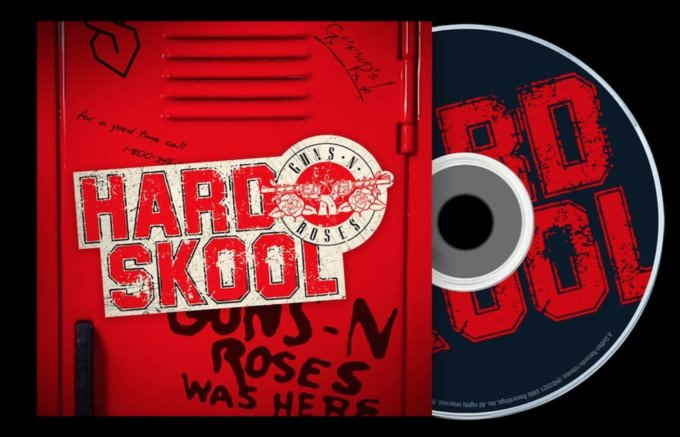 for a good time call
HARD
SKOOL
GUNS-N-
ROSES
GUNS-N
ROSES
WAS HERE
HARD
SKOOL